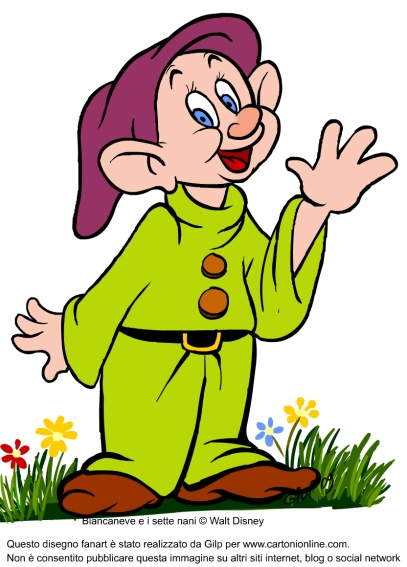 Biancaneve e i sette nani © Walt Disney
Questo disegno fanart è stato realizzato da Gilp per www.cartonionline.com.
Non è consentito pubblicare questa immagine su altri siti internet, blog o social network